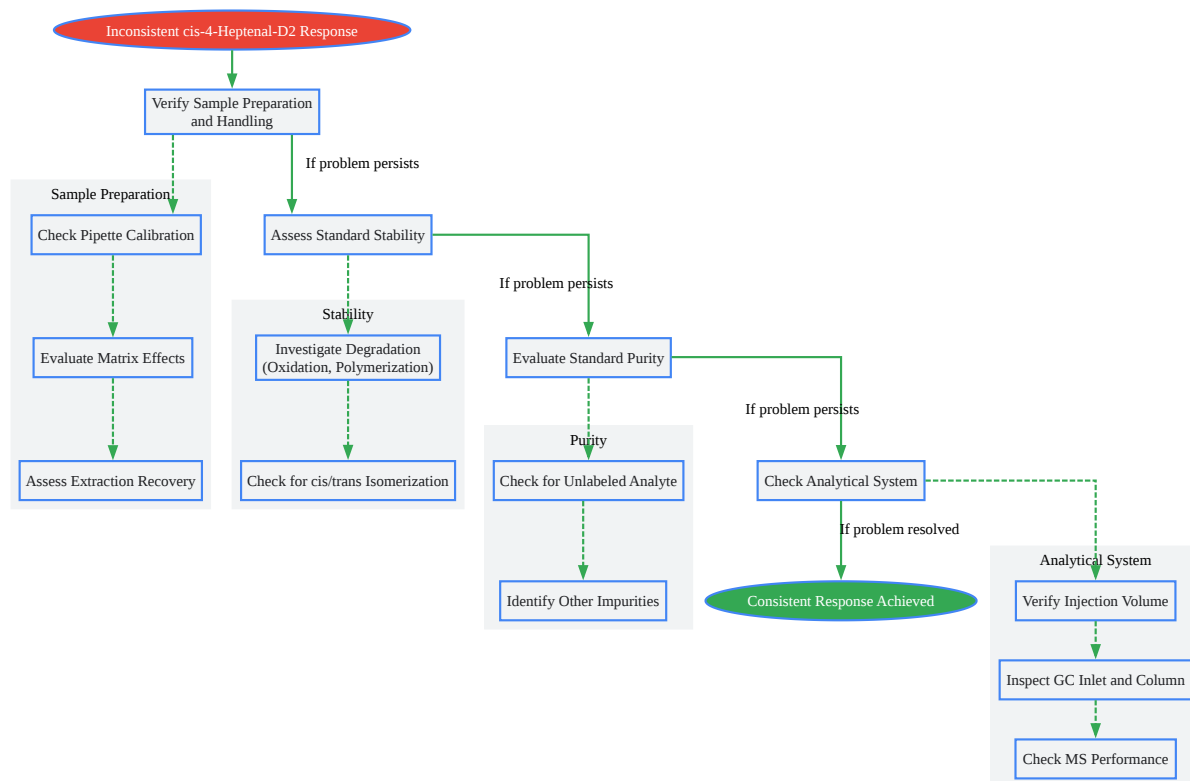 Inconsistent cis-4-Heptenal-D2 Response
Verify Sample Preparation
and Handling
If problem persists
Sample Preparation
Check Pipette Calibration
Evaluate Matrix Effects
Assess Extraction Recovery
Assess Standard Stability
If problem persists
Stability
Investigate Degradation
(Oxidation, Polymerization)
Check for cis/trans Isomerization
Evaluate Standard Purity
If problem persists
Purity
Check for Unlabeled Analyte
Identify Other Impurities
Check Analytical System
If problem resolved
Consistent Response Achieved
Analytical System
Verify Injection Volume
Inspect GC Inlet and Column
Check MS Performance